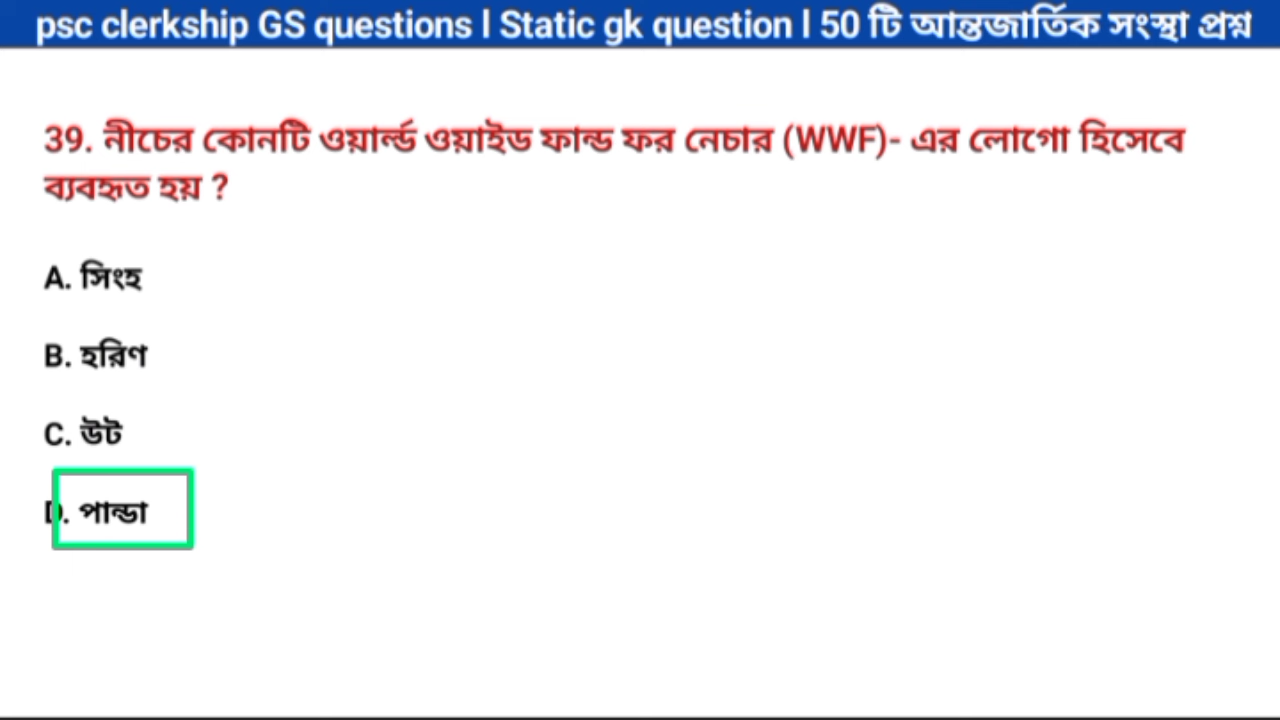 psc clerkship GS questions l Static gk question l 50 টি আন্তজার্তিক সংস্থা প্রশ্ন
39. নীচের কোনটি ওয়ার্ল্ড ওয়াইড ফান্ড ফর নেচার (WWF)- এর লোগো হিসেবে
ব্যবহৃত হয় ?
A. সিংহ
B. হরিণ
C. উট
D. পান্ডা